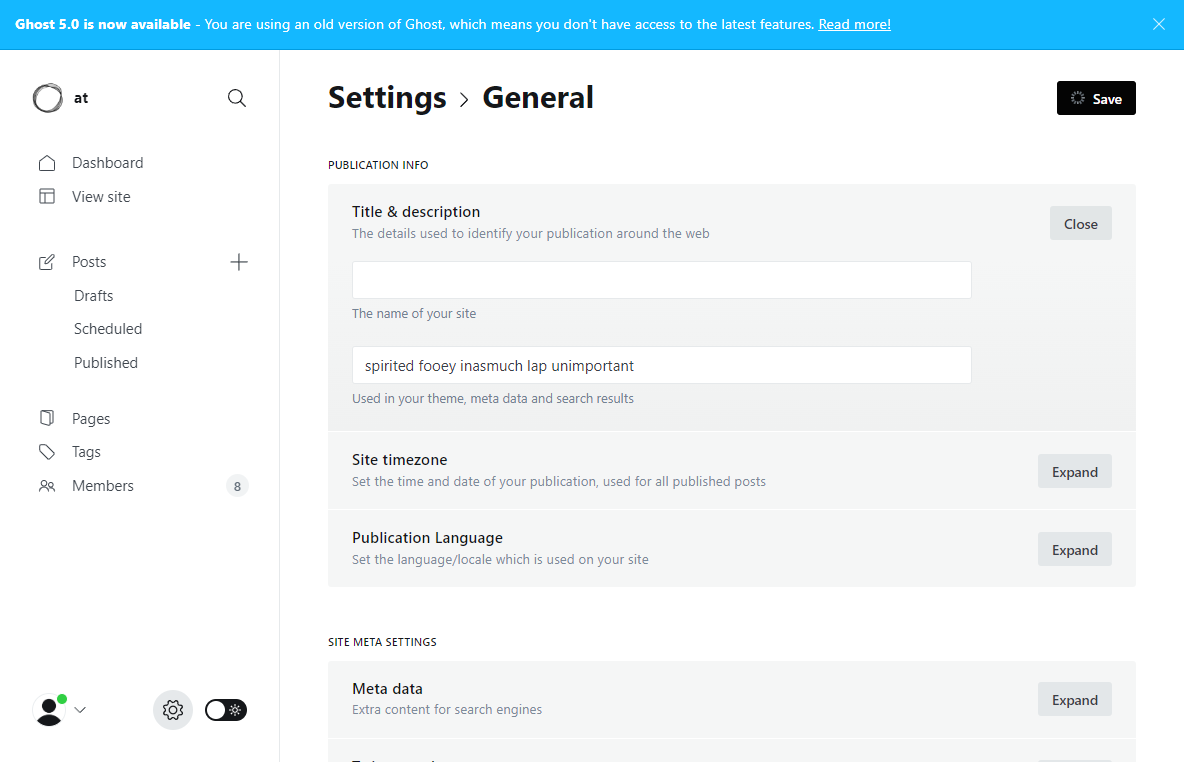 Ghost 5.0 is now available - You are using an old version of Ghost, which means you don't have access to the latest features. Read more!
at
Dashboard
View site
Posts
Drafts
Scheduled
Published
Pages
Tags
Members 8
Settings > General
Save
PUBLICATION INFO
Title & description
The details used to identify your publication around the web
Close
The name of your site
spirited fooey inasmuch lap unimportant
Used in your theme, meta data and search results
Site timezone
Set the time and date of your publication, used for all published posts
Expand
Publication Language
Set the language/locale which is used on your site
Expand
SITE META SETTINGS
Meta data
Extra content for search engines
Expand